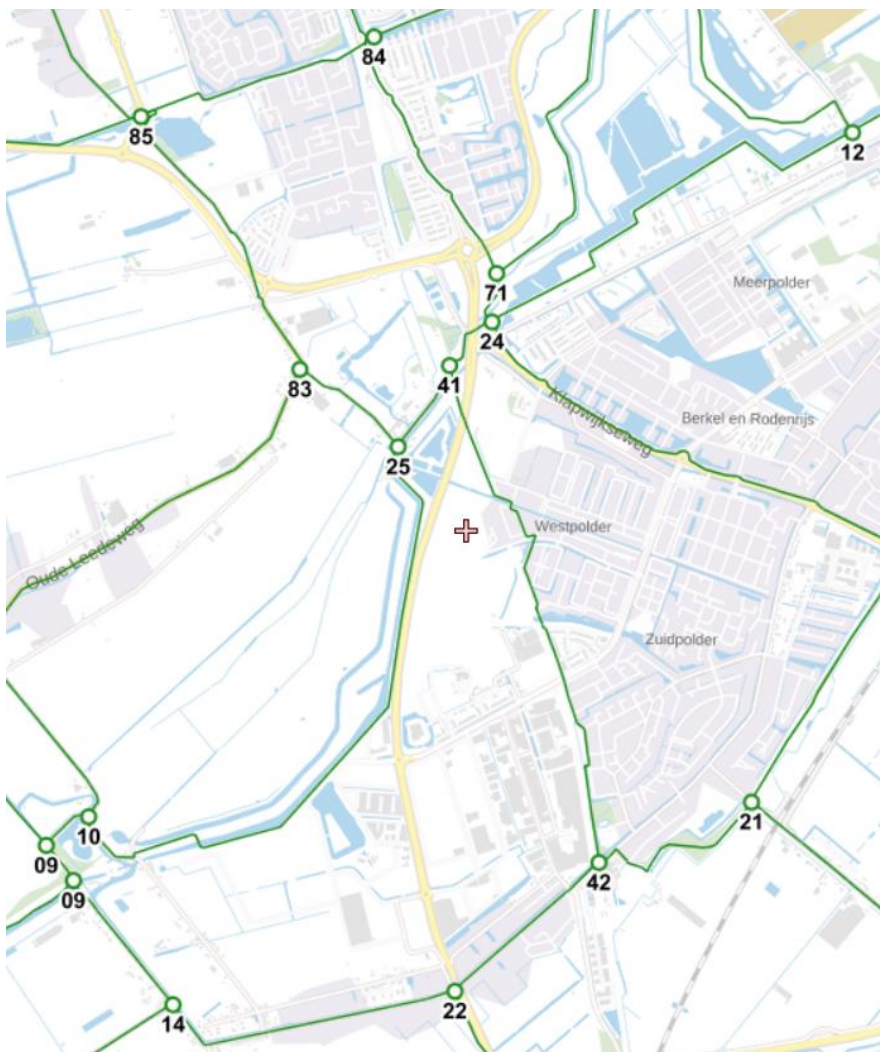 84
85
12
71
Meerpolder
24
83
41
Klapwijkseweg
Berkel en Rodenrijs
25
Westpolder
Oude Leedeweg
Zuidpolder
10
21
09
42
09
22
14